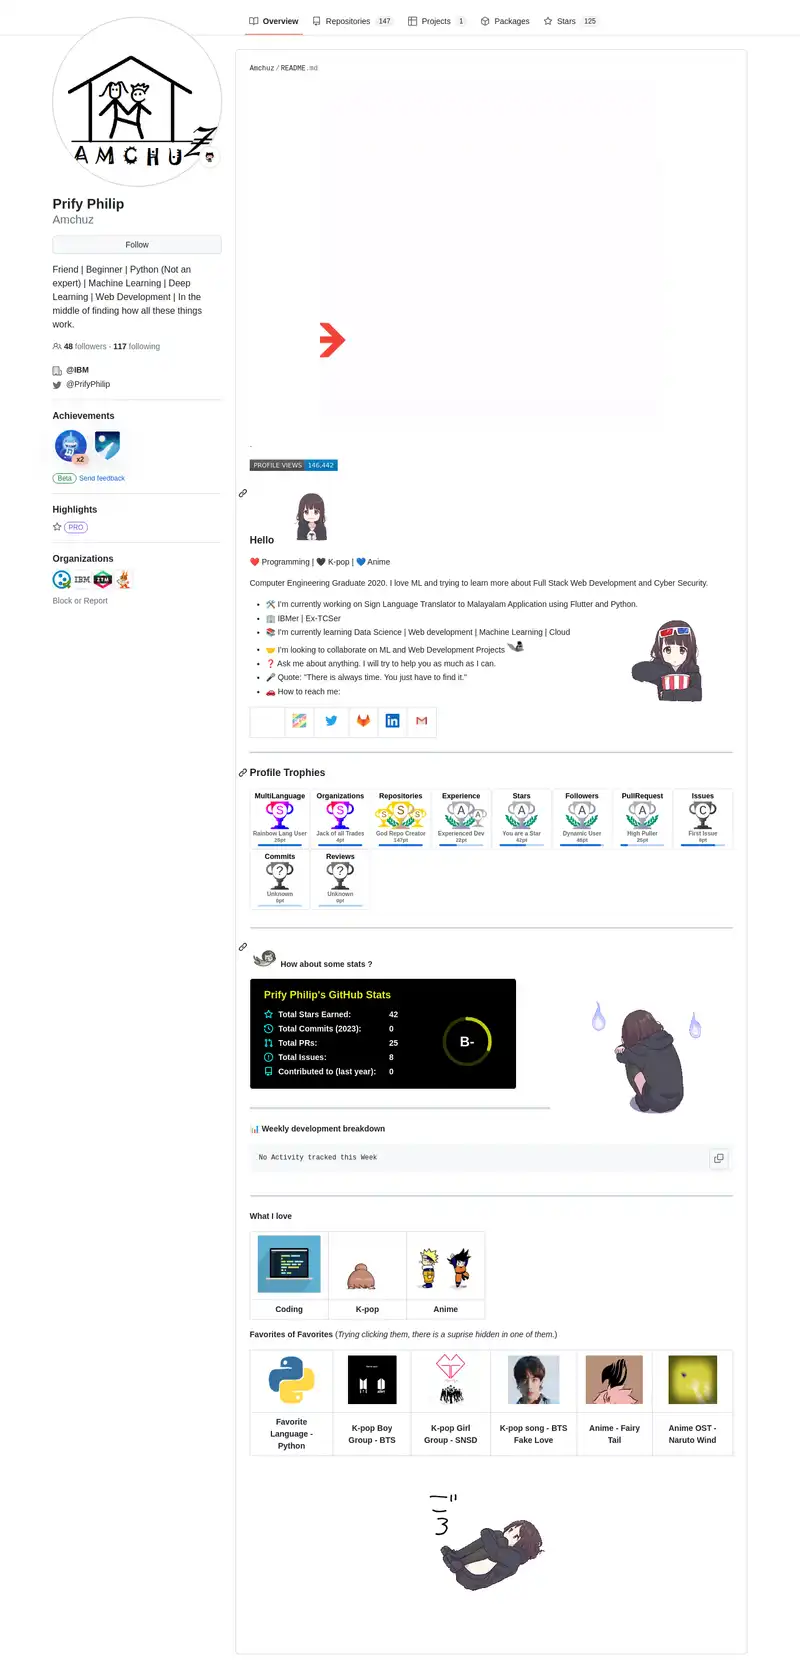 Overview
Repositories 147
Projects 1
Packages
Stars 125
AMCHUZ
Prify Philip
Amchuz
Follow
Friend | Beginner | Python (Not an
expert) | Machine Learning | Deep
Learning | Web Development | In the
middle of finding how all these things
work.
48 followers · 117 following
@IBM
@PrifyPhilip
Achievements
x2
Beta Send feedback
Highlights
PRO
Organizations
IBM
Block or Report
Amchuz/README.md
.
PROFILE VIEWS 146,442
Hello
❤️ Programming | 🖤 K-pop | 💙 Anime
Computer Engineering Graduate 2020. I love ML and trying to learn more about Full Stack Web Development and Cyber Security.
🛠️ I'm currently working on Sign Language Translator to Malayalam Application using Flutter and Python.
🏢 IBMer | Ex-TCSer
📚 I'm currently learning Data Science | Web development | Machine Learning | Cloud
🤝 I'm looking to collaborate on ML and Web Development Projects
❓ Ask me about anything. I will try to help you as much as I can.
🎤 Quote: "There is always time. You just have to find it."
🚗 How to reach me:
Profile Trophies
MultiLanguage Organizations Repositories Experience Stars Followers PullRequest Issues
S S S S S A A A A A C
Rainbow Lang User Jack of all Trades God Repo Creator Experienced Dev You are a Star Dynamic User High Puller First Issue
4pt 147pt 22pt 42pt 25pt 8pt
Commits Reviews
? ?
Unknown Unknown
0pt 0pt
How about some stats ?
Prify Philip's GitHub Stats
Total Stars Earned: 42
Total Commits (2023): 0
Total PRs: 25
Total Issues: 8
Contributed to (last year): 0
B-
📊 Weekly development breakdown
No Activity tracked this Week
What I love
Coding K-pop Anime
Favorites of Favorites (Trying clicking them, there is a suprise hidden in one of them.)
Favorite
Language -
Python
K-pop Boy
Group - BTS
K-pop Girl
Group - SNSD
K-pop song - BTS
Fake Love
Anime - Fairy
Tail
Anime OST -
Naruto Wind